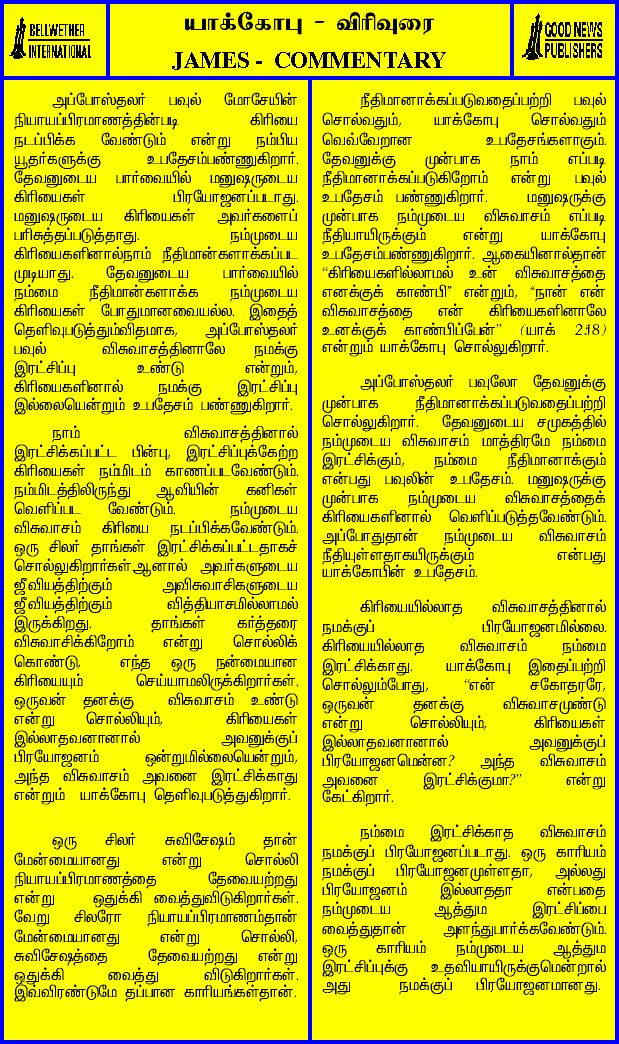 BELLWETHER
INTERNATIONAL
யாக்கோபு - விரிவுரை
JAMES - COMMENTARY
GOOD NEWS
PUBLISHERS
அப்போஸ்தலர் பவுல் மோசேயின்
நியாயப்பிரமாணத்தின்படி கிரியை
நடப்பிக்க வேண்டும் என்று நம்பிய
யூதர்களுக்கு உபதேசம்பண்ணுகிறார்.
தேவனுடைய பார்வையில் மனுஷருடைய
கிரியைகள் பிரயோஜனப்படாது.
மனுஷருடைய கிரியைகள் அவர்களைப்
பரிசுத்தப்படுத்தாது. நம்முடைய
கிரியைகளினால்நாம் நீதிமான்களாக்கப்பட
முடியாது. தேவனுடைய பார்வையில்
நம்மை நீதிமான்களாக்க நம்முடைய
கிரியைகள் போதுமானவையல்ல. இதைத்
தெளிவுபடுத்தும்விதமாக, அப்போஸ்தலர்
பவுல் விசுவாசத்தினாலே நமக்கு
இரட்சிப்பு உண்டு என்றும்,
கிரியைகளினால் நமக்கு இரட்சிப்பு
இல்லையென்றும் உபதேசம் பண்ணுகிறார்.
நாம் விசுவாசத்தினால்
இரட்சிக்கப்பட்ட பின்பு, இரட்சிப்புக்கேற்ற
கிரியைகள் நம்மிடம் காணப்படவேண்டும்.
நம்மிடத்திலிருந்து ஆவியின் கனிகள்
வெளிப்பட வேண்டும். நம்முடைய
விசுவாசம் கிரியை நடப்பிக்கவேண்டும்.
ஒரு சிலர் தாங்கள் இரட்சிக்கப்பட்டதாகச்
சொல்லுகிறார்கள்.ஆனால் அவர்களுடைய
ஜீவியத்திற்கும் அவிசுவாசிகளுடைய
ஜீவியத்திற்கும் வித்தியாசமில்லாமல்
இருக்கிறது. தாங்கள் கர்த்தரை
விசுவாசிக்கிறோம் என்று சொல்லிக்
கொண்டு, எந்த ஒரு நன்மையான
கிரியையும் செய்யாமலிருக்கிறார்கள்.
ஒருவன் தனக்கு விசுவாசம் உண்டு
என்று சொல்லியும், கிரியைகள்
இல்லாதவனானால் அவனுக்குப்
பிரயோஜனம் ஒன்றுமில்லையென்றும்,
அந்த விசுவாசம் அவனை இரட்சிக்காது
என்றும் யாக்கோபு தெளிவுபடுத்துகிறார்.
ஒரு சிலர் சுவிசேஷம் தான்
மேன்மையானது என்று சொல்லி
நியாயப்பிரமாணத்தை தேவையற்றது
என்று ஒதுக்கி வைத்துவிடுகிறார்கள்.
வேறு சிலரோ நியாயப்பிரமாணம்தான்
மேன்மையானது என்று சொல்லி,
சுவிசேஷத்தை தேவையற்றது என்று
ஒதுக்கி வைத்து விடுகிறார்கள்.
இவ்விரண்டுமே தப்பான காரியங்கள்தான்.
நீதிமானாக்கப்படுவதைப்பற்றி பவுல்
சொல்வதும், யாக்கோபு சொல்வதும்
வெவ்வேறான உபதேசங்களாகும்.
தேவனுக்கு முன்பாக நாம் எப்படி
நீதிமானாக்கப்படுகிறோம் என்று பவுல்
உபதேசம் பண்ணுகிறார். மனுஷருக்கு
முன்பாக நம்முடைய விசுவாசம் எப்படி
நீதியாயிருக்கும் என்று யாக்கோபு
உபதேசம்பண்ணுகிறார். ஆகையினால்தான்
“கிரியைகளில்லாமல் உன் விசுவாசத்தை
எனக்குக் காண்பி” என்றும், “நான் என்
விசுவாசத்தை என் கிரியைகளினாலே
உனக்குக் காண்பிப்பேன்” (யாக் 2:18)
என்றும் யாக்கோபு சொல்லுகிறார்.
அப்போஸ்தலர் பவுலோ தேவனுக்கு
முன்பாக நீதிமானாக்கப்படுவதைப்பற்றி
சொல்லுகிறார். தேவனுடைய சமுகத்தில்
நம்முடைய விசுவாசம் மாத்திரமே நம்மை
இரட்சிக்கும், நம்மை நீதிமானாக்கும்
என்பது பவுலின் உபதேசம். மனுஷருக்கு
முன்பாக நம்முடைய விசுவாசத்தைக்
கிரியைகளினால் வெளிப்படுத்தவேண்டும்.
அப்போதுதான் நம்முடைய விசுவாசம்
நீதியுள்ளதாகயிருக்கும் என்பது
யாக்கோபின் உபதேசம்.
கிரியையில்லாத விசுவாசத்தினால்
நமக்குப் பிரயோஜனமில்லை.
கிரியையில்லாத விசுவாசம் நம்மை
இரட்சிக்காது. யாக்கோபு இதைப்பற்றி
சொல்லும்போது, “என் சகோதரரே,
ஒருவன் தனக்கு விசுவாசமுண்டு
என்று சொல்லியும், கிரியைகள்
இல்லாதவனானால் அவனுக்குப்
பிரயோஜனமென்ன? அந்த விசுவாசம்
அவனை இரட்சிக்குமா?” என்று
கேட்கிறார்.
நம்மை இரட்சிக்காத விசுவாசம்
நமக்குப் பிரயோஜனப்படாது. ஒரு காரியம்
நமக்குப் பிரயோஜனமுள்ளதா, அல்லது
பிரயோஜனம் இல்லாததா என்பதை
நம்முடைய ஆத்தும இரட்சிப்பை
வைத்துதான் அளந்துபார்க்கவேண்டும்.
ஒரு காரியம் நம்முடைய ஆத்தும
இரட்சிப்புக்கு உதவியாயிருக்குமென்றால்
அது நமக்குப் பிரயோஜனமானது.